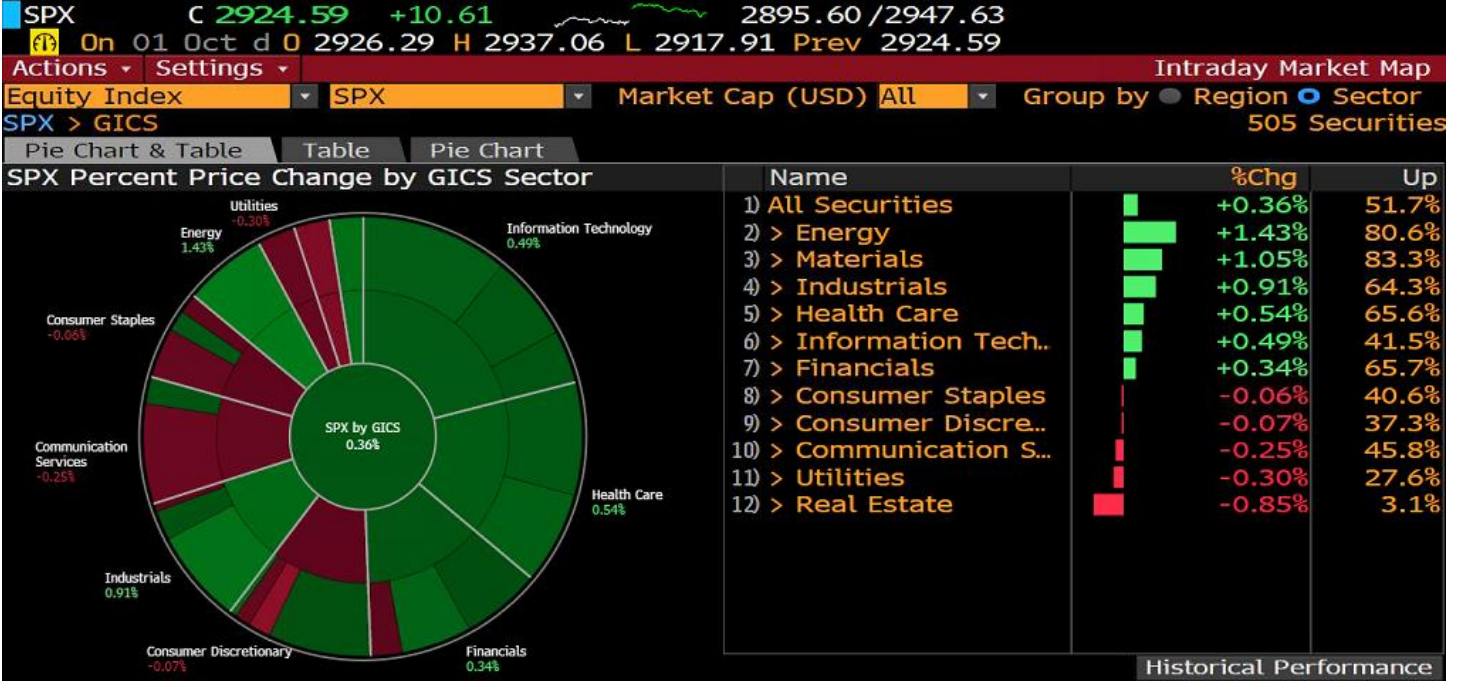 SPX C 2924.59 +10.61 2895.60/2947.63
On 01 Oct d O 2926.29 H 2937.06 L 2917.91 Prev 2924.59
Actions Settings Intraday Market Map
Equity Index SPX Market Cap (USD) All Group by Region Sector
SPX > GICS 505 Securities
Pie Chart & Table Table Pie Chart
SPX Percent Price Change by GICS Sector
Utilities
-0.30%
Energy
1.43%
Information Technology
0.49%
Consumer Staples
-0.06%
SPX by GICS
0.36%
Communication
Services
-0.25%
Health Care
0.54%
Industrials
0.91%
Consumer Discretionary
-0.07%
Financials
0.34%
Name %Chg Up
1) All Securities +0.36% 51.7%
2) > Energy +1.43% 80.6%
3) > Materials +1.05% 83.3%
4) > Industrials +0.91% 64.3%
5) > Health Care +0.54% 65.6%
6) > Information Tech.. +0.49% 41.5%
7) > Financials +0.34% 65.7%
8) > Consumer Staples -0.06% 40.6%
9) > Consumer Discre... -0.07% 37.3%
10) > Communication S... -0.25% 45.8%
11) > Utilities -0.30% 27.6%
12) > Real Estate -0.85% 3.1%
Historical Performance